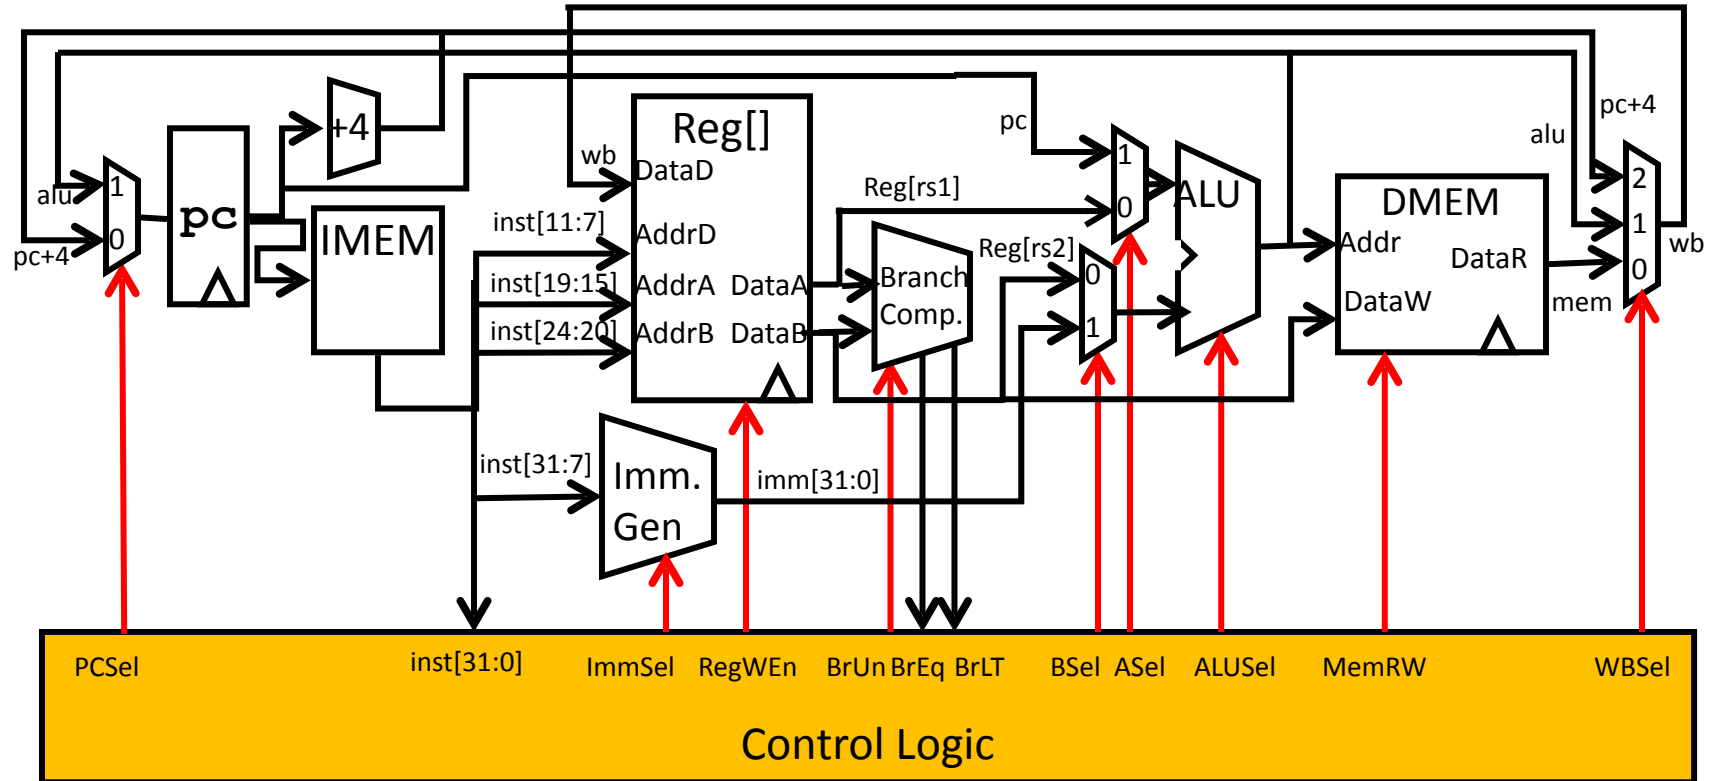 pc+4
alu
+4
Reg[]
pc
1
wb
DataD
ALU
2
alu
1
pc
Reg[rs1]
0
DMEM
1
0
pc+4
IMEM
inst[11:7]
AddrD
Reg[rs2]
Addr
wb
DataR
0
inst[19:15]
AddrA
DataA
Branch
0
mem
Comp.
DataW
1
inst[24:20]
AddrB
DataB
inst[31:7]
Imm.
Gen
imm[31:0]
PCSel
inst[31:0]
ImmSel
RegWEn
BrUn
BrEq
BrLT
BSel
ASel
ALUSel
MemRW
WBSel
Control Logic